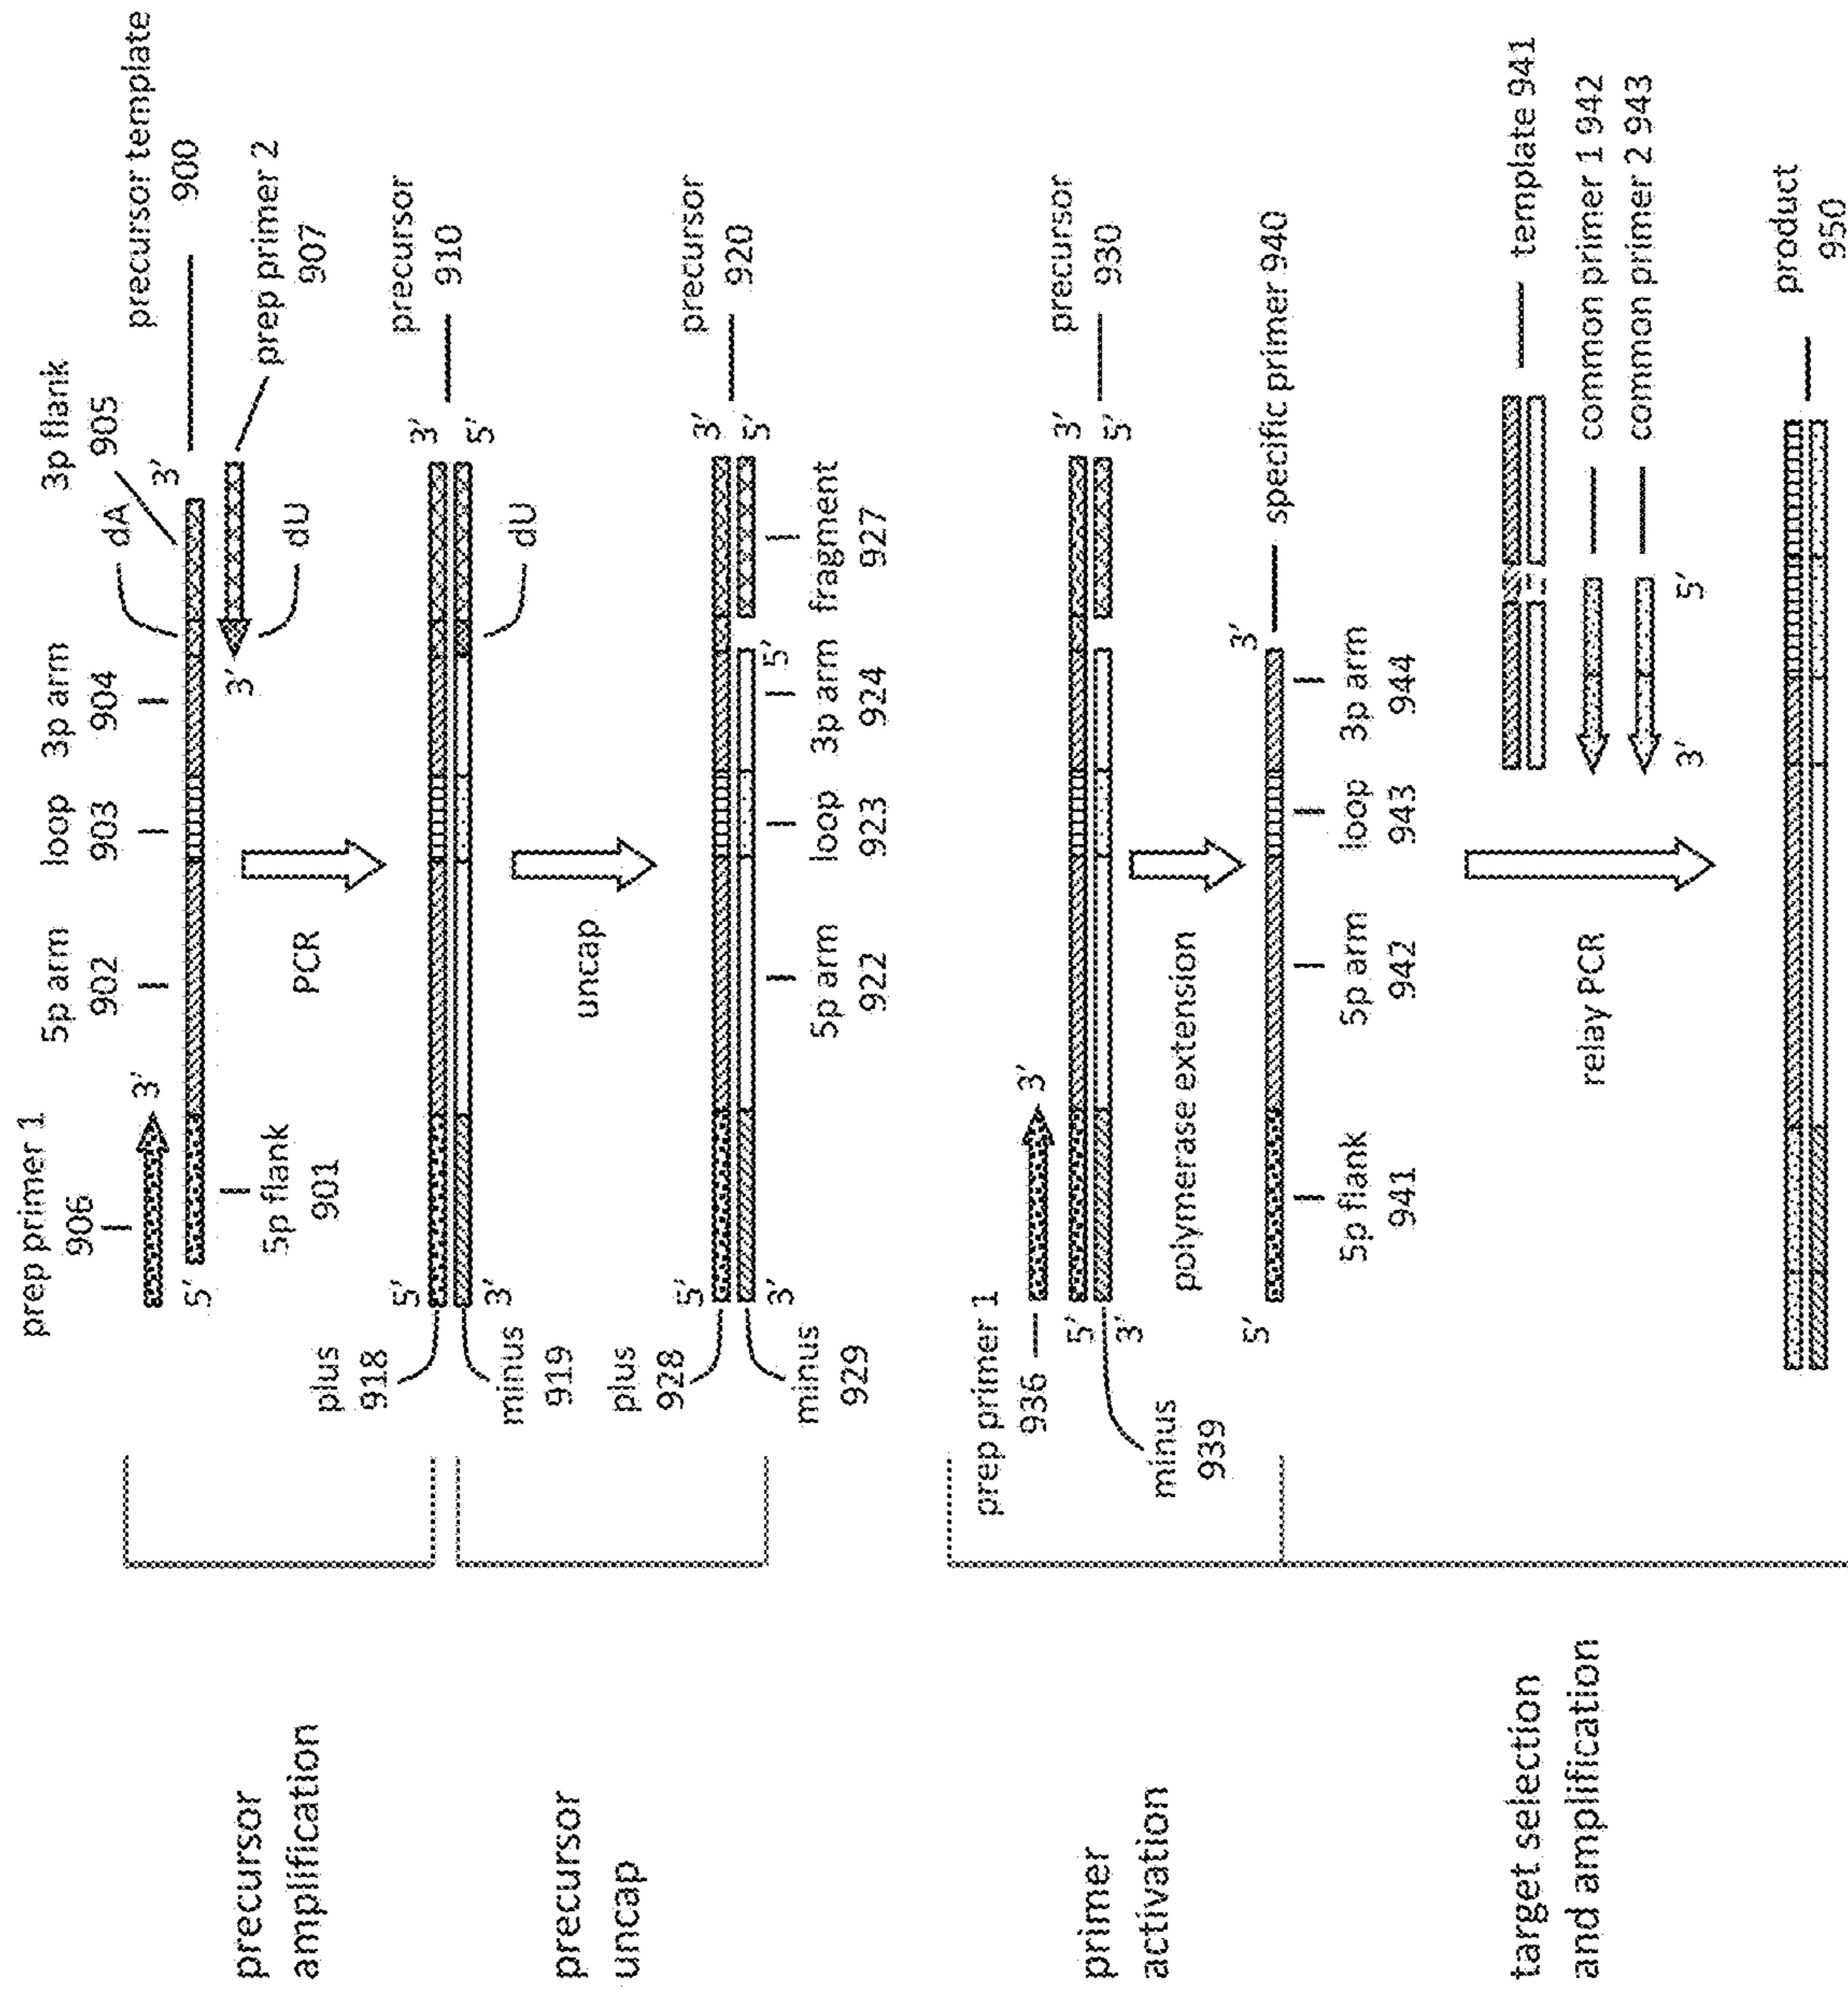 precursor
amplification
prep primer 1
906
3'
5p arm
902
loop
903
3p arm
904
dA
3p flank
905
3'
precursor template
900
5'
5p flank
901
3'
dU
prep primer 2
907
PCR
plus
918
5'
3'
precursor
910
minus
919
3'
5'
dU
precursor
uncap
uncap
plus
928
5'
3'
precursor
920
minus
929
3'
5'
5'
5p arm
922
loop
923
3p arm
924
fragment
927
primer
activation
prep primer 1
936
3'
5'
3'
precursor
930
3'
5'
minus
939
polymerase extension
5'
3'
specific primer 940
5p flank
941
5p arm
942
loop
943
3p arm
944
target selection
and amplification
relay PCR
template 941
common primer 1 942
common primer 2 943
3'
5'
product
950